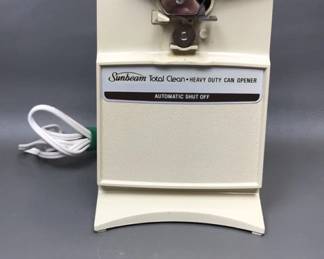 Sunbeam Total Clean • HEAVY DUTY CAN OPENER
AUTOMATIC SHUT OFF